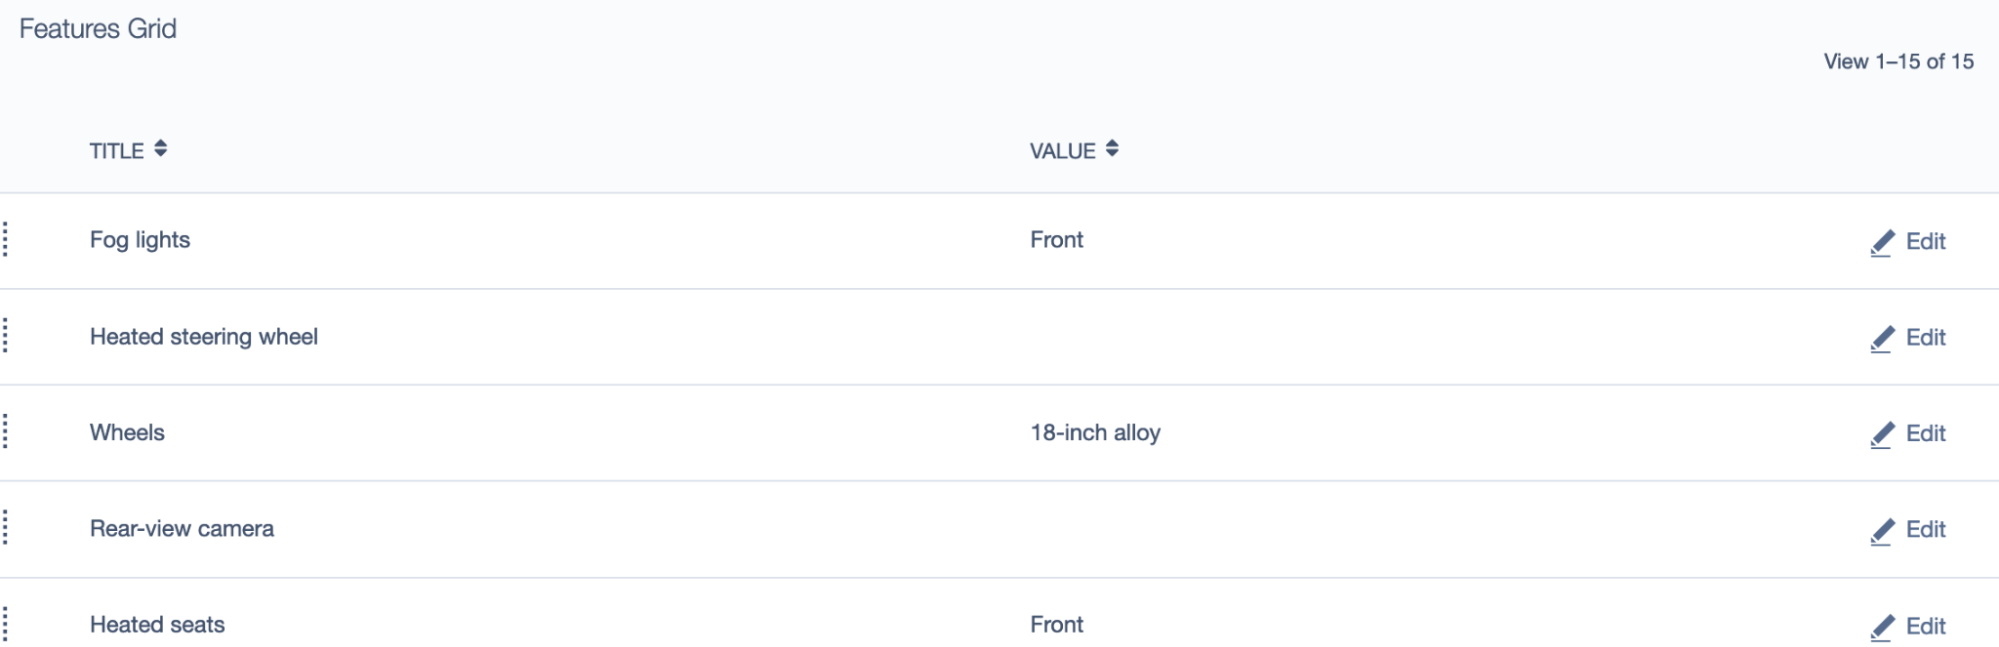 Features Grid
View 1–15 of 15
TITLE VALUE
Fog lights Front Edit
Heated steering wheel Edit
Wheels 18-inch alloy Edit
Rear-view camera Edit
Heated seats Front Edit